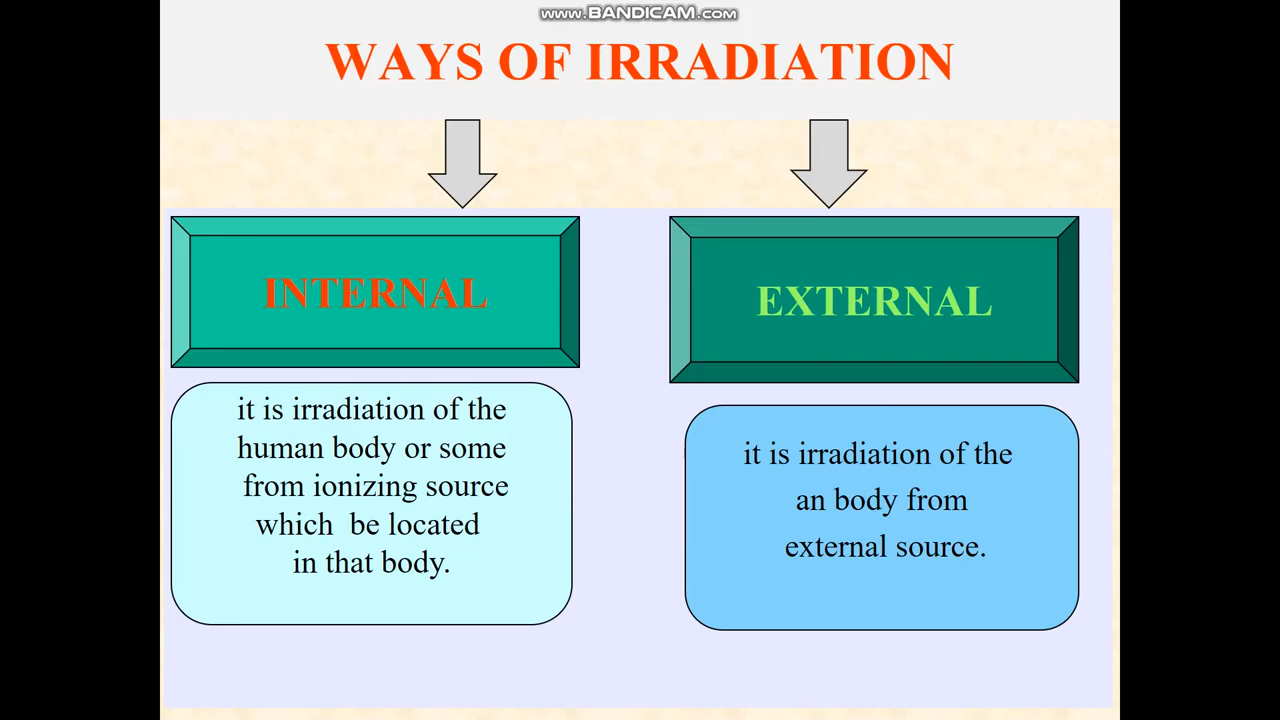 www.BANDICAM.com
WAYS OF IRRADIATION
INTERNAL
it is irradiation of the
human body or some
from ionizing source
which be located
in that body.
EXTERNAL
it is irradiation of the
an body from
external source.